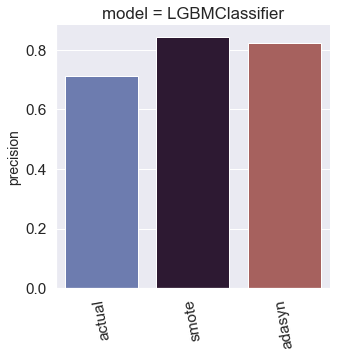 model = LGBMClassifier
precision
0.8
0.6
0.4
0.2
0.0
actual
smote
adasyn